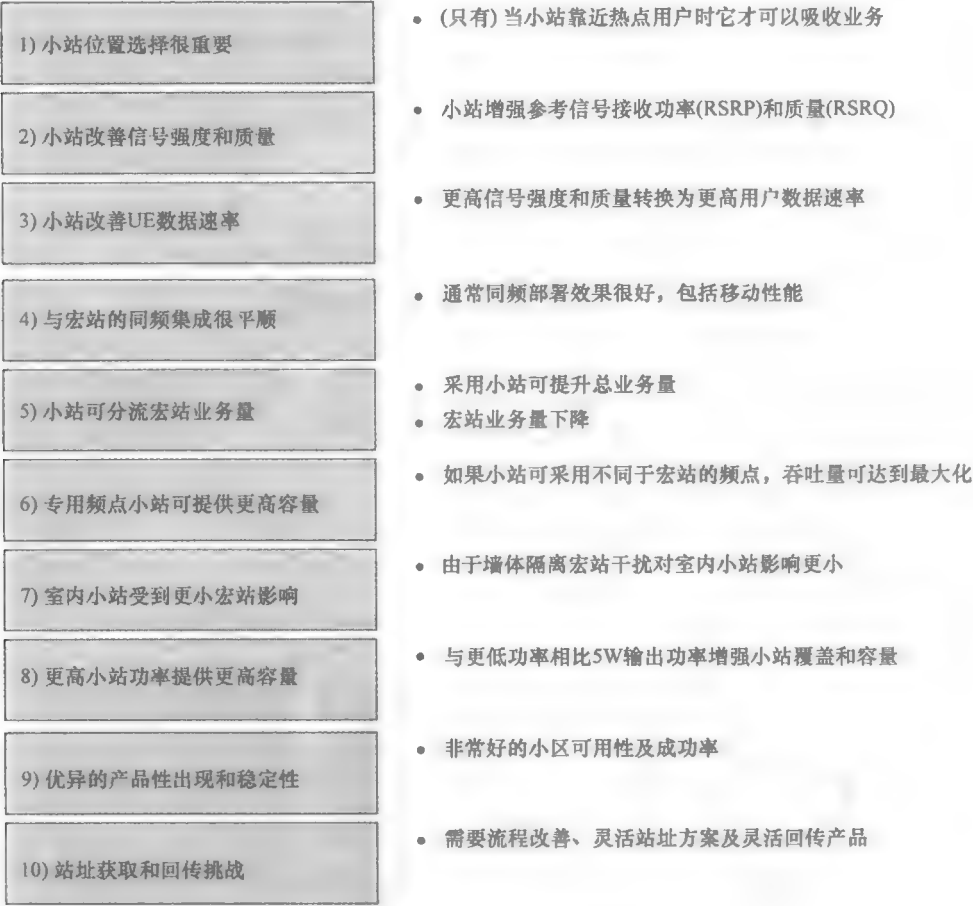 1) 小站位置选择很重要
• (只有) 当小站靠近热点用户时它才可以吸收业务
2) 小站改善信号强度和质量
• 小站增强参考信号接收功率(RSRP)和质量(RSRQ)
3) 小站改善UE数据速率
• 更高信号强度和质量转换为更高用户数据速率
4) 与宏站的同频集成很平顺
• 通常同频部署效果很好，包括移动性能
5) 小站可分流宏站业务量
• 采用小站可提升总业务量
• 宏站业务量下降
6) 专用频点小站可提供更高容量
• 如果小站可采用不同于宏站的频点，吞吐量可达到最大化
7) 室内小站受到更小宏站影响
• 由于墙体隔离宏站干扰对室内小站影响更小
8) 更高小站功率提供更高容量
• 与更低功率相比5W输出功率增强小站覆盖和容量
9) 优异的产品性出现和稳定性
• 非常好的小区可用性及成功率
10) 站址获取和回传挑战
• 需要流程改善、灵活站址方案及灵活回传产品